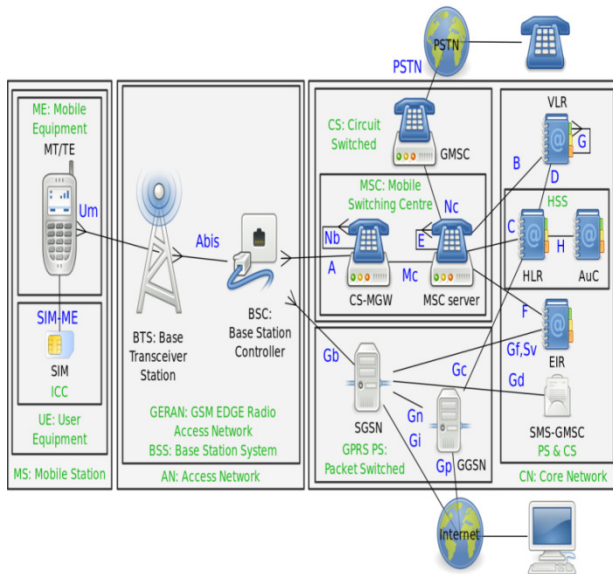 PSTN
PSTN
ME: Mobile
Equipment
MT/TE
Um
SIM-ME
SIM
ICC
UE: User
Equipment
MS: Mobile Station
Abis
BTS: Base
Transceiver
Station
BSC:
Base Station
Controller
GERAN: GSM EDGE Radio
Access Network
BSS: Base Station System
AN: Access Network
CS: Circuit
Switched
GMSC
MSC: Mobile
Switching Centre
Nc
Nb
E
A
Mc
CS-MGW
MSC server
VLR
G
B
D
HSS
C
H
HLR
AuC
F
EIR
Gf,Sv
Gb
Gc
Gd
SGSN
Gn
Gi
Gp
GGSN
GPRS PS:
Packet Switched
SMS-GMSC
PS & CS
CN: Core Network
Internet